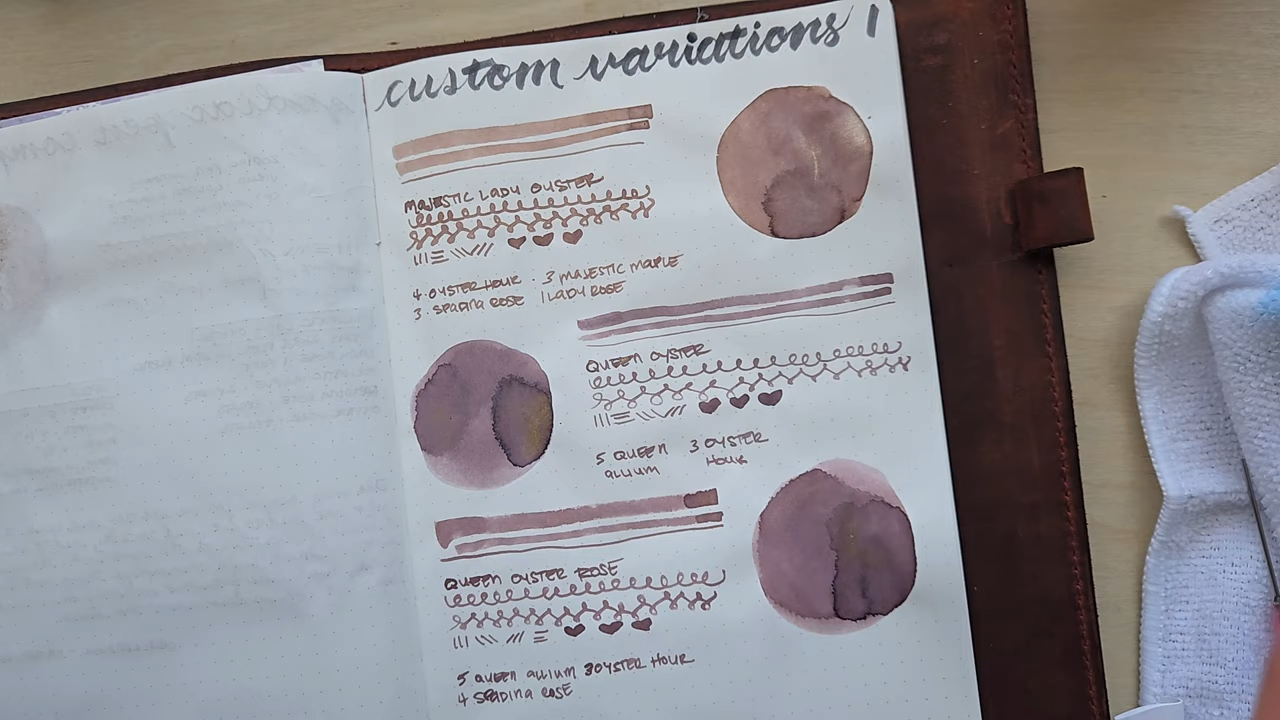 custom variations 1
MAJESTIC LADY OYSTER
4 · OYSTER HOUR · 3 MAJESTIC MAPLE
3 · SPADINA ROSE 1 LADY ROSE
QUEEN OYSTER
5 QUEEN 3 OYSTER
ALLIUM HOUR
QUEEN OYSTER ROSE
5 QUEEN ALLIUM 3 OYSTER HOUR
4 SPADINA ROSE